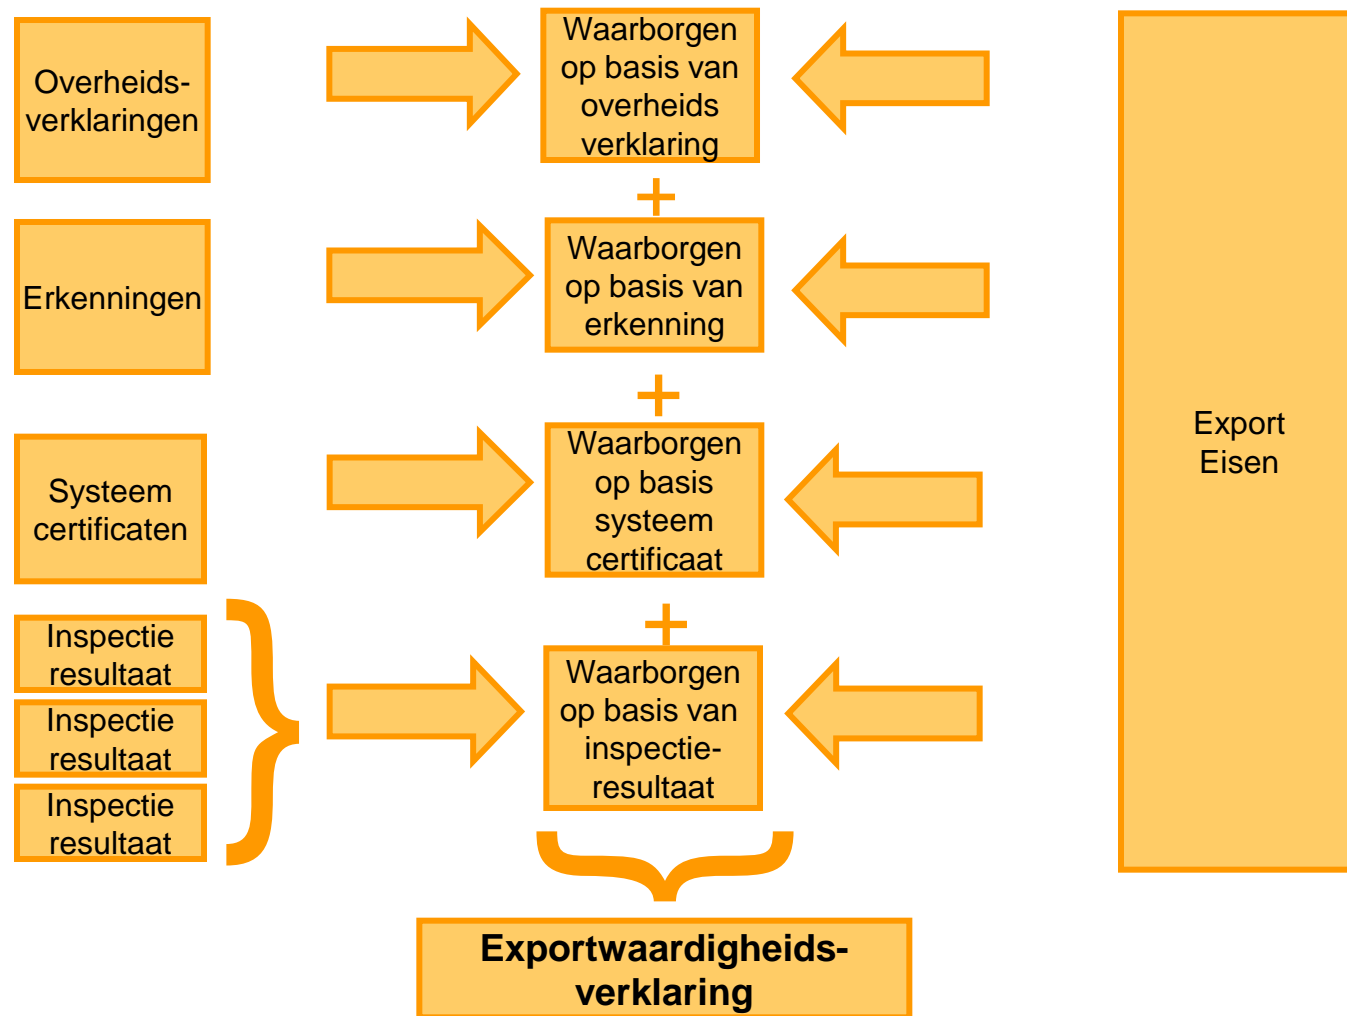 Overheids-
verklaringen
Waarborgen
op basis van
overheids
verklaring
+
Erkenningen
Waarborgen
op basis van
erkenning
+
Systeem
certificaten
Waarborgen
op basis
systeem
certificaat
+
Inspectie
resultaat
Inspectie
resultaat
Inspectie
resultaat
Waarborgen
op basis van
inspectie-
resultaat
Export
Eisen
Exportwaardigheids-
verklaring